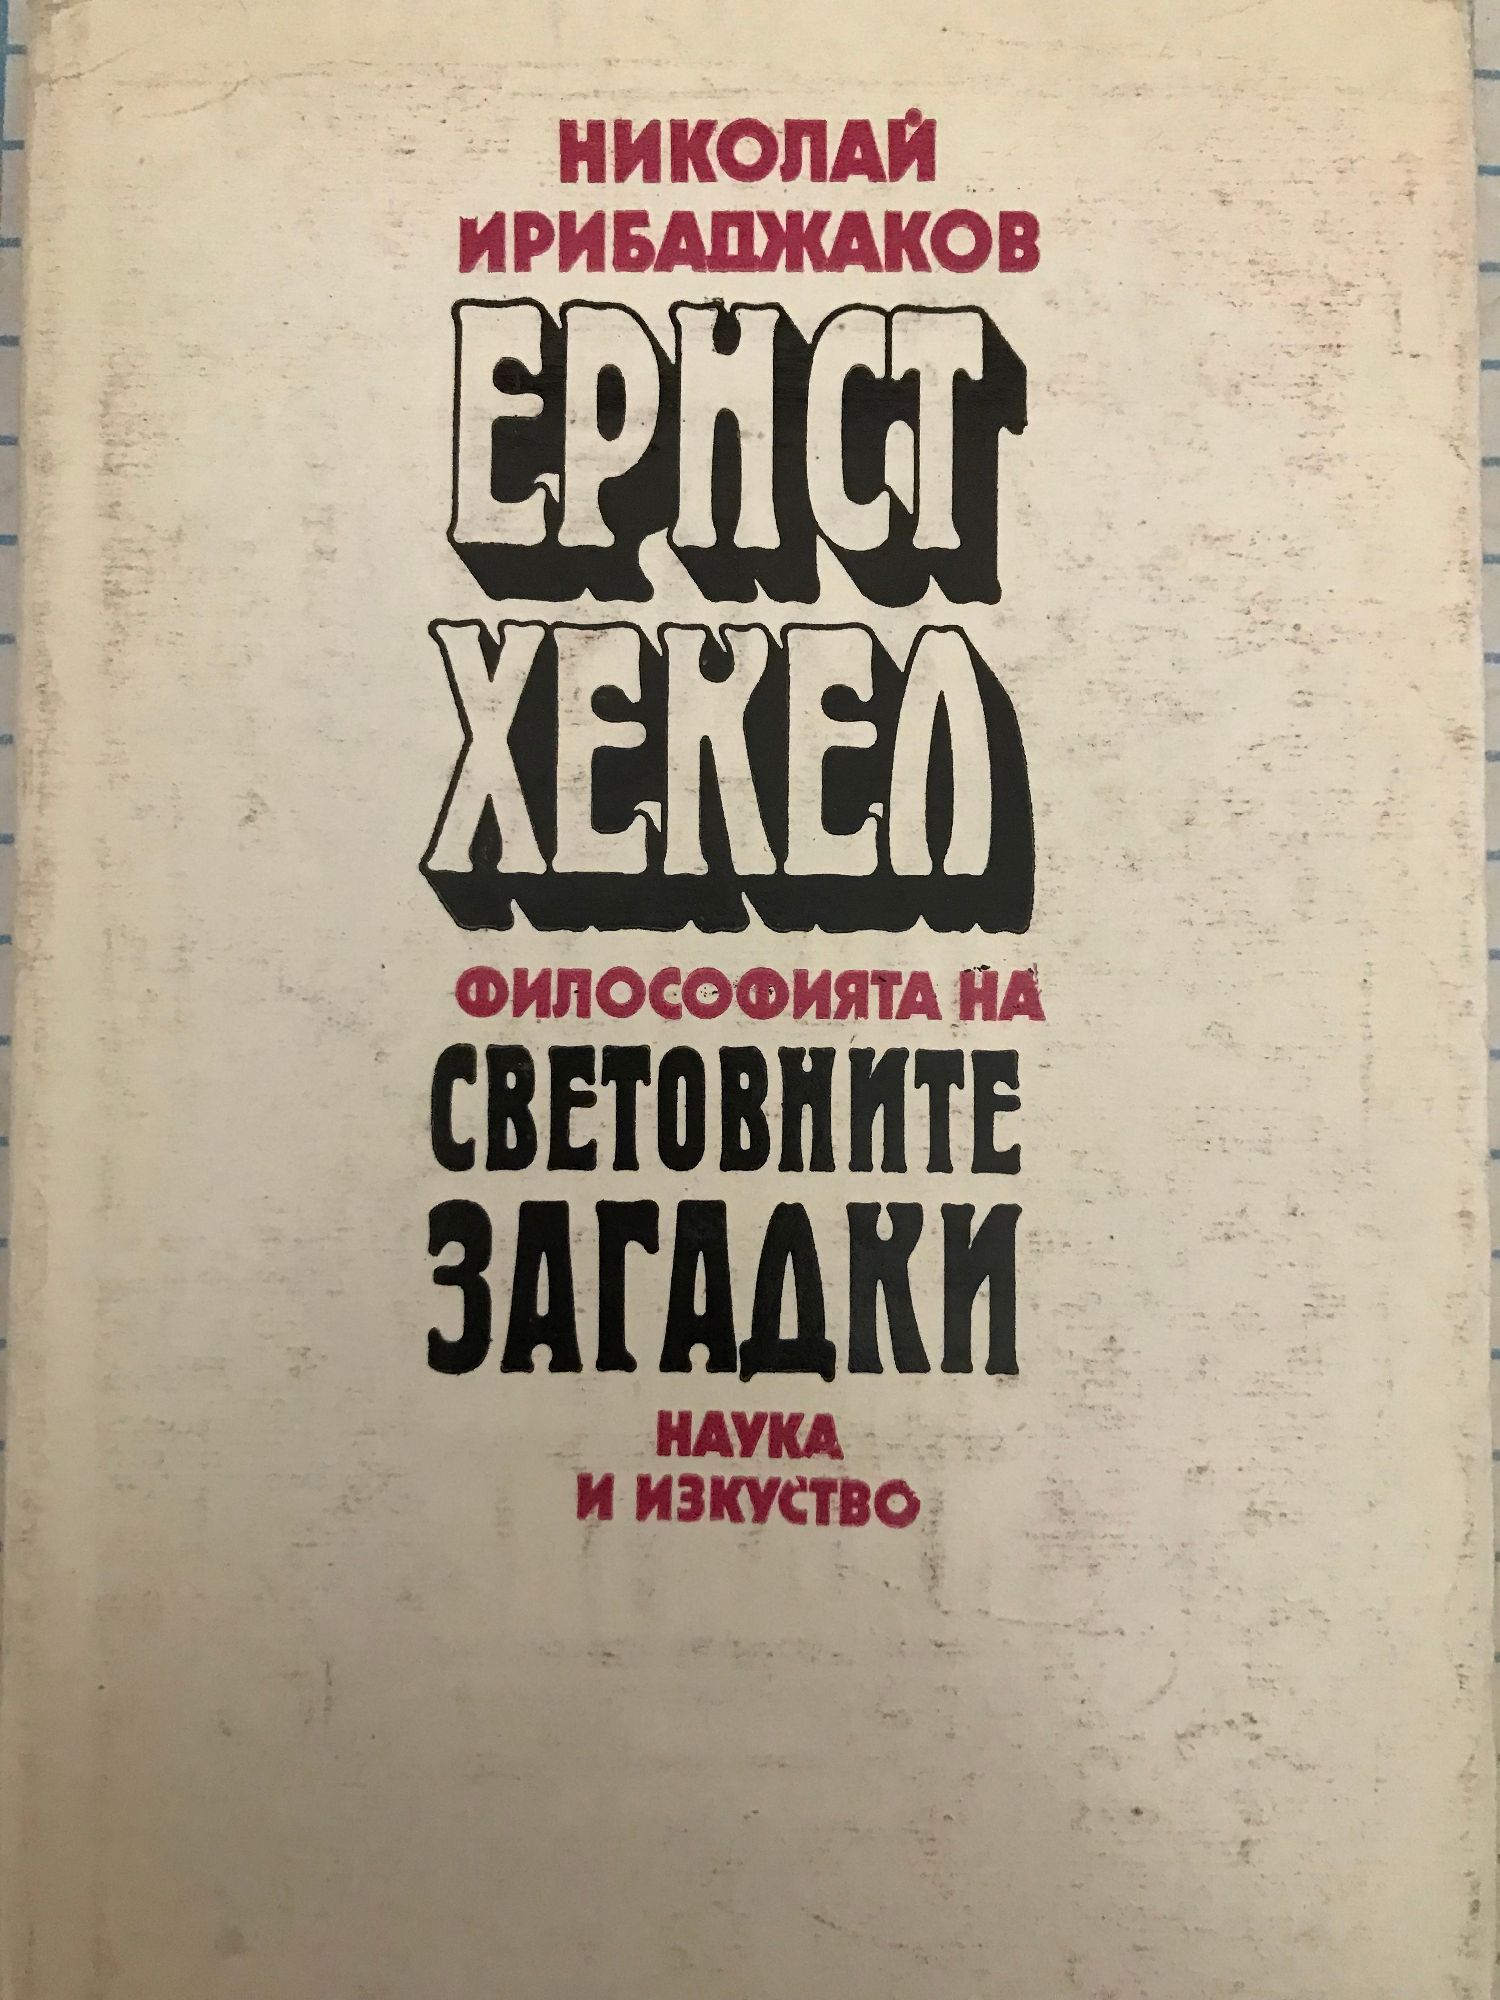 НИКОЛАЙ
ИРИБАДЖАКОВ
ЕРНСТ
ХЕКЕЛ
ФИЛОСОФИЯТА НА
СВЕТОВНИТЕ
ЗАГАДКИ
НАУКА
И ИЗКУСТВО